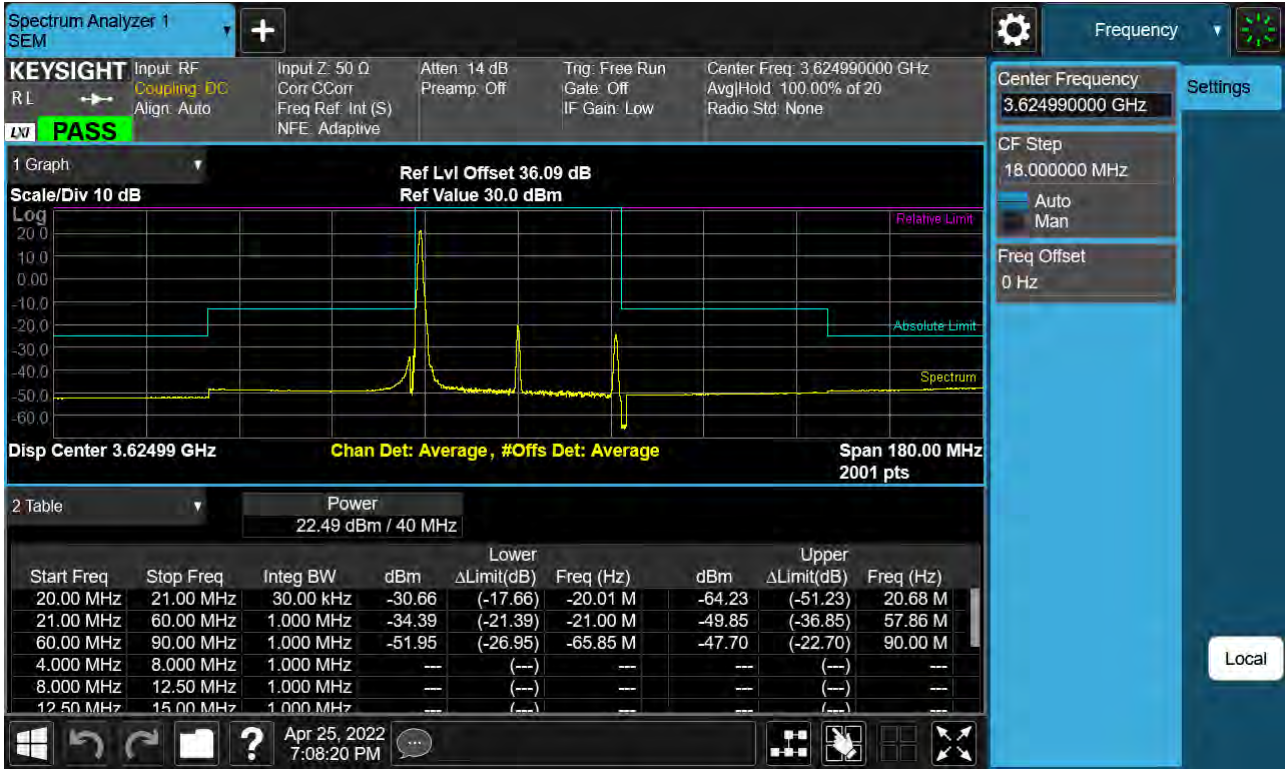 Spectrum Analyzer 1
SEM
+
Frequency
KEYSIGHT
R L
LXI PASS
Input: RF
Coupling: DC
Align: Auto
Input Z: 50 Ω
Corr CCorr
Freq Ref: Int (S)
NFE: Adaptive
Atten: 14 dB
Preamp: Off
Trig: Free Run
Gate: Off
IF Gain: Low
Center Freq: 3.624990000 GHz
Avg|Hold: 100.00% of 20
Radio Std: None
Center Frequency
3.624990000 GHz
Settings
CF Step
18.000000 MHz
Auto
Man
Freq Offset
0 Hz
1 Graph
Scale/Div 10 dB
Ref Lvl Offset 36.09 dB
Ref Value 30.0 dBm
Log
20.0
10.0
0.00
-10.0
-20.0
-30.0
-40.0
-50.0
-60.0
Relative Limit
Absolute Limit
Spectrum
Disp Center 3.62499 GHz
Chan Det: Average, #Offs Det: Average
Span 180.00 MHz
2001 pts
2 Table
Power
22.49 dBm / 40 MHz
Lower Upper
Start Freq Stop Freq Integ BW dBm ΔLimit(dB) Freq (Hz) dBm ΔLimit(dB) Freq (Hz)
20.00 MHz 21.00 MHz 30.00 kHz -30.66 (-17.66) -20.01 M -64.23 (-51.23) 20.68 M
21.00 MHz 60.00 MHz 1.000 MHz -34.39 (-21.39) -21.00 M -49.85 (-36.85) 57.86 M
60.00 MHz 90.00 MHz 1.000 MHz -51.95 (-26.95) -65.85 M -47.70 (-22.70) 90.00 M
4.000 MHz 8.000 MHz 1.000 MHz --- (---) --- --- (---) ---
8.000 MHz 12.50 MHz 1.000 MHz --- (---) --- --- (---) ---
12.50 MHz 15.00 MHz 1.000 MHz --- (---) --- --- (---) ---
Local
?
Apr 25, 2022
7:08:20 PM